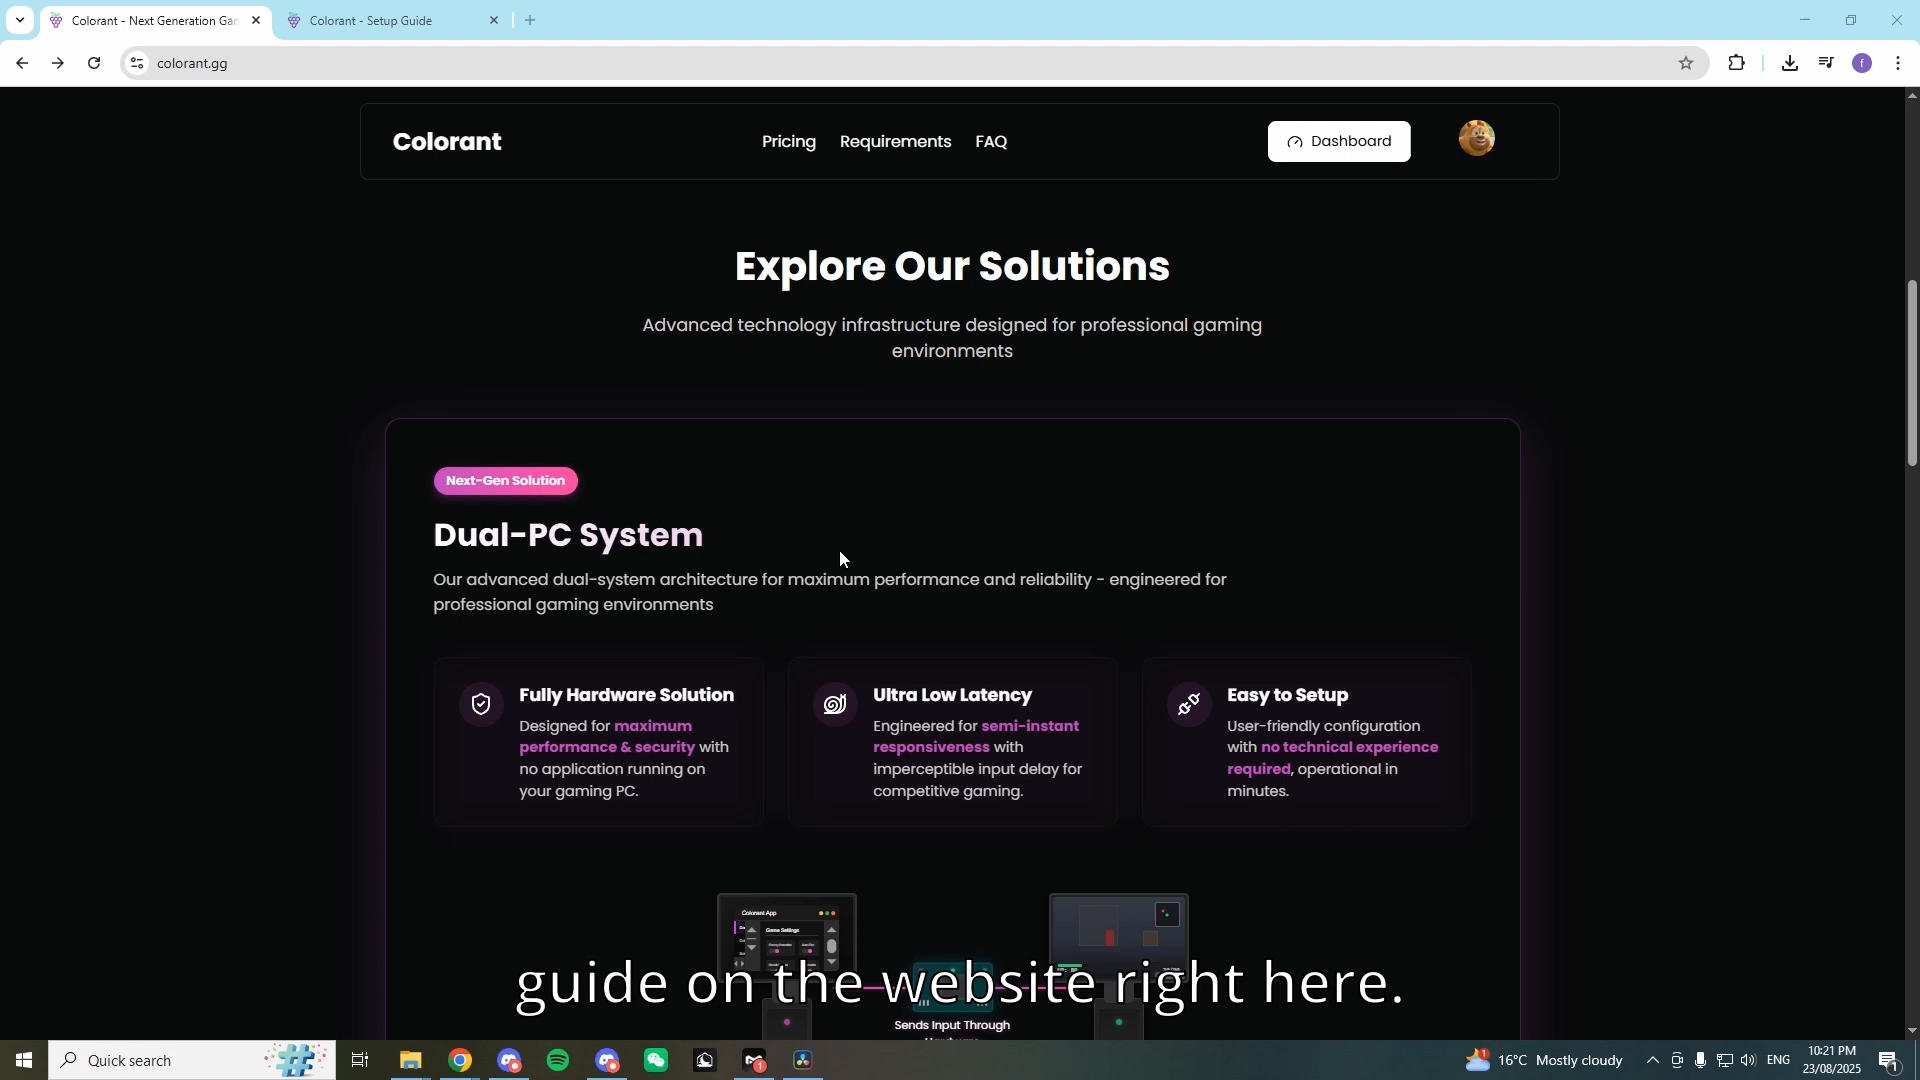 Colorant - Next Generation Gan
Colorant - Setup Guide
colorant.gg
f
Colorant
Pricing
Requirements
FAQ
Dashboard
Explore Our Solutions
Advanced technology infrastructure designed for professional gaming
environments
Next-Gen Solution
Dual-PC System
Our advanced dual-system architecture for maximum performance and reliability - engineered for
professional gaming environments
Fully Hardware Solution
Designed for maximum
performance & security with
no application running on
your gaming PC.
Ultra Low Latency
Engineered for semi-instant
responsiveness with
imperceptible input delay for
competitive gaming.
Easy to Setup
User-friendly configuration
with no technical experience
required, operational in
minutes.
Colorant App
Game Settings
guide on the website right here.
Sends Input Through
Quick search
1
1
16°C Mostly cloudy
ENG
10:21 PM
23/08/2025
1